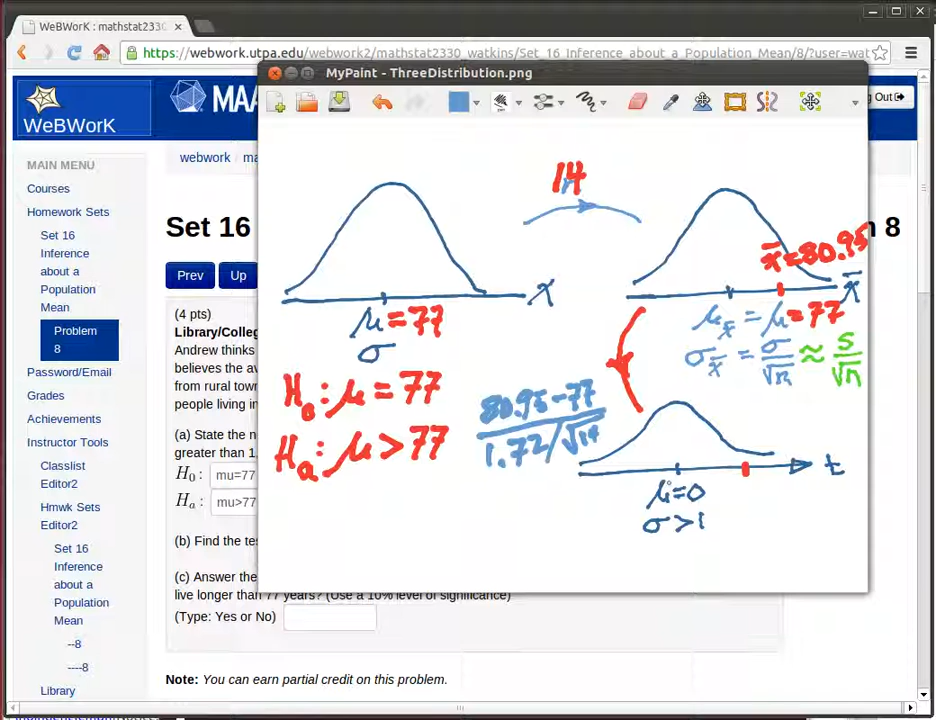 WeBWorK : mathstat2330
https://webwork.utpa.edu/webwork2/mathstat2330_watkins/Set_16_Inference_about_a_Population_Mean/8/?user=wat
MyPaint - ThreeDistribution.png
WeBWorK
MAA
Out
MAIN MENU
Courses
Homework Sets
Set 16
Inference
about a
Population
Mean
Problem
8
Password/Email
Grades
Achievements
Instructor Tools
Classlist
Editor2
Hmwk Sets
Editor2
Set 16
Inference
about a
Population
Mean
--8
----8
Library
webwork
Set 16
8
Prev
Up
(4 pts)
Library/Colleg
Andrew thinks
believes the av
from rural town
people living in
(a) State the n
greater than 1,
H₀ : mu=77
Hₐ : mu>77
(b) Find the te
(c) Answer the
live longer than 77 years? (Use a 10% level of significance)
(Type: Yes or No)
Note: You can earn partial credit on this problem.
14
x
μ = 77
σ
H₀: μ = 77
Hₐ: μ > 77
x̄ = 80.95
x̄
μx̄ = μ = 77
σx̄ = σ/√n ≈ s/√n
80.95 - 77
1.72/√14
t
μ = 0
σ > 1